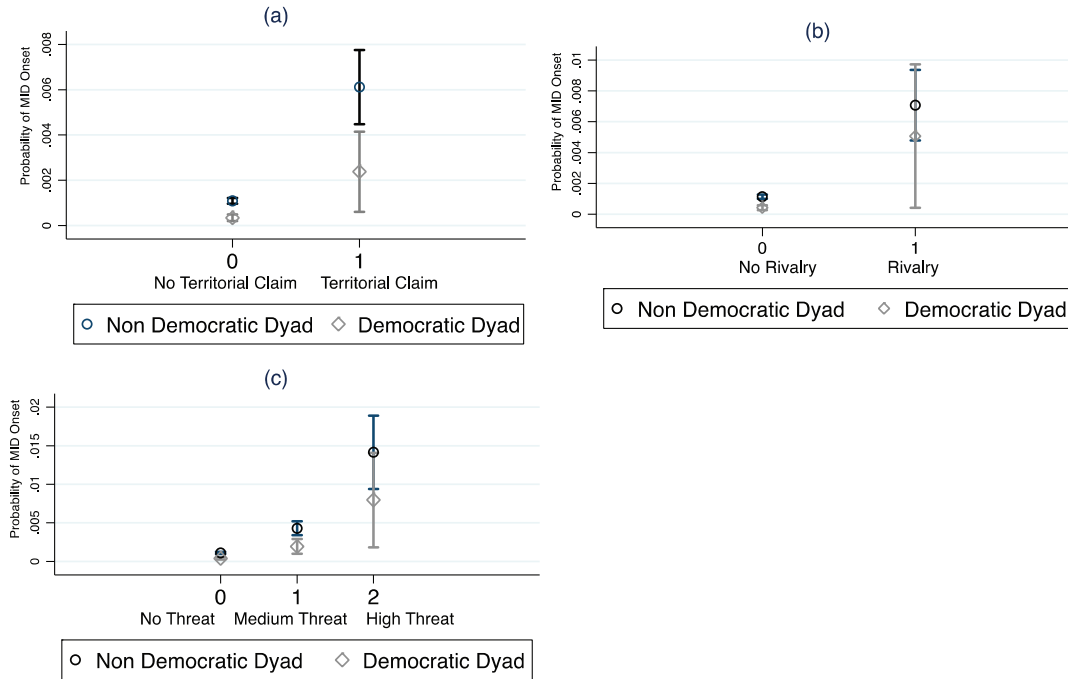 (a)
Probability of MID Onset
.008
.006
.004
.002
0
0
1
No Territorial Claim
Territorial Claim
Non Democratic Dyad
Democratic Dyad
(b)
Probability of MID Onset
.01
.008
.006
.004
.002
0
0
1
No Rivalry
Rivalry
Non Democratic Dyad
Democratic Dyad
(c)
Probability of MID Onset
.02
.015
.01
.005
0
0
1
2
No Threat
Medium Threat
High Threat
Non Democratic Dyad
Democratic Dyad